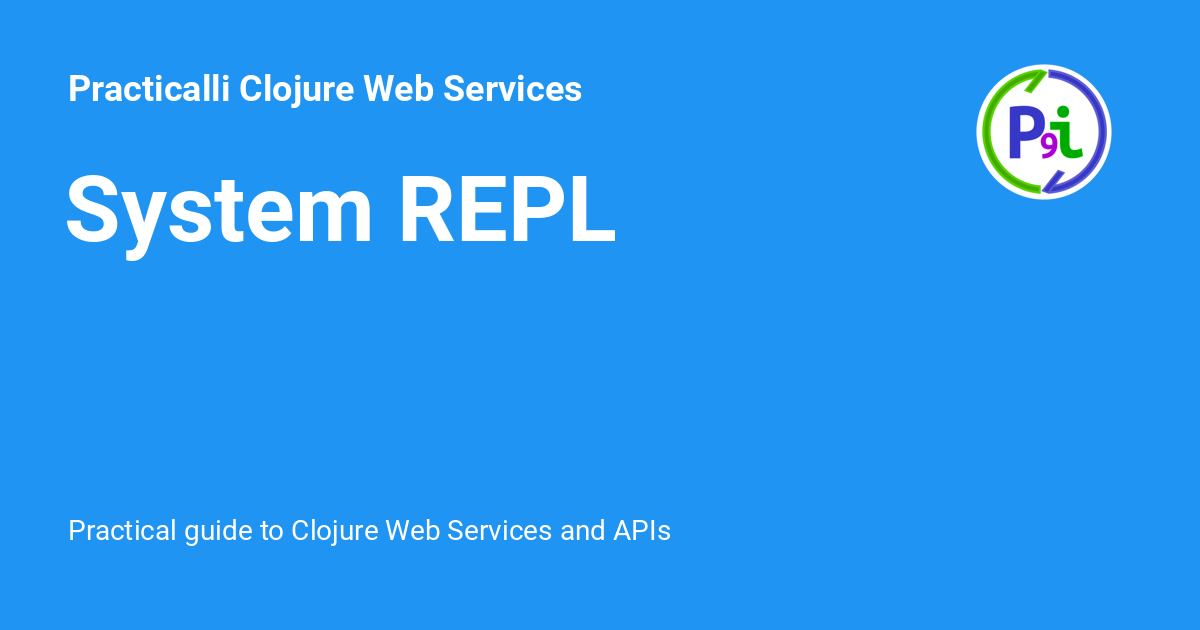 Practicalli Clojure Web Services
P9i
System REPL
Practical guide to Clojure Web Services and APIs